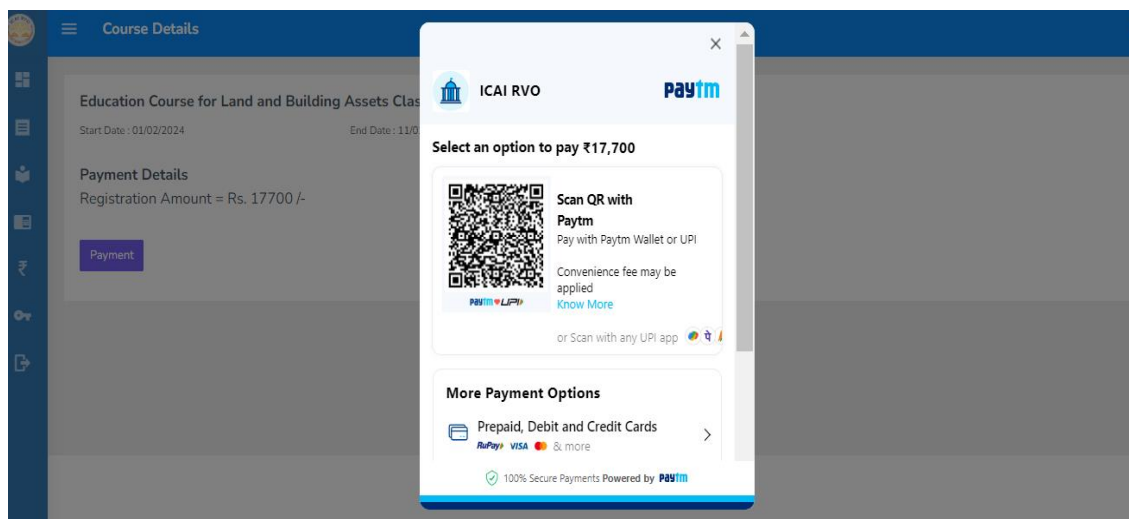 Course Details
Education Course for Land and Building Assets Clas
Start Date : 01/02/2024
End Date : 11/0
Payment Details
Registration Amount = Rs. 17700 /-
Payment
ICAI RVO
paytm
Select an option to pay ₹17,700
Scan QR with
Paytm
Pay with Paytm Wallet or UPI
Convenience fee may be
applied
Know More
paytm UPI
or Scan with any UPI app पे
More Payment Options
Prepaid, Debit and Credit Cards
RuPay VISA & more
100% Secure Payments Powered by paytm